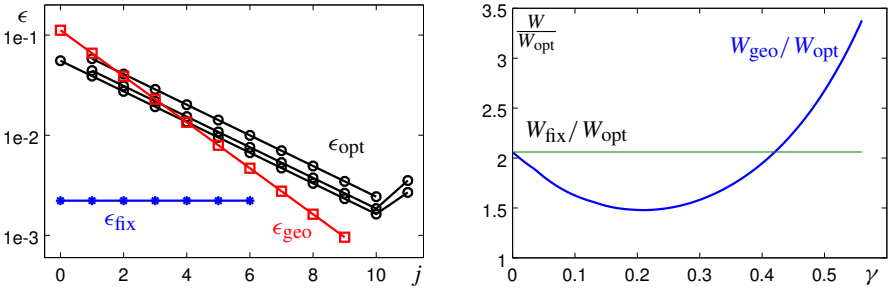 ϵ
1e-1
1e-2
1e-3
ϵopt
ϵfix
ϵgeo
0 2 4 6 8 10 j
3.5
3
2.5
2
1.5
1
W
Wopt
Wgeo/Wopt
Wfix/Wopt
0 0.1 0.2 0.3 0.4 0.5 γ